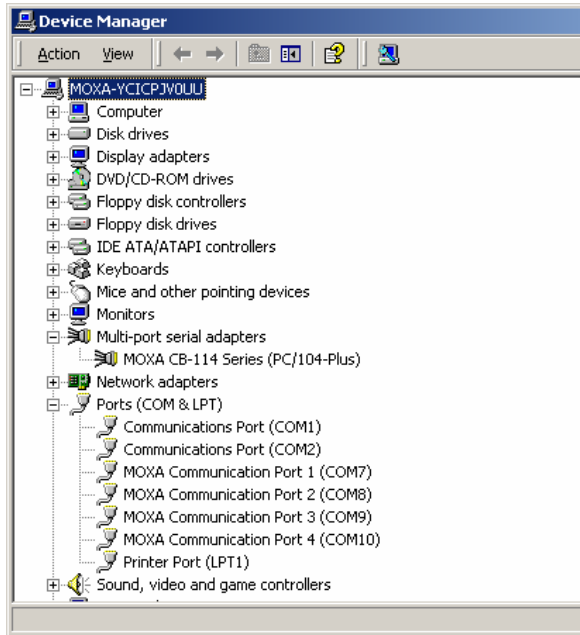 Device Manager
Action View
MOXA-YCICPJV0UU
Computer
Disk drives
Display adapters
DVD/CD-ROM drives
Floppy disk controllers
Floppy disk drives
IDE ATA/ATAPI controllers
Keyboards
Mice and other pointing devices
Monitors
Multi-port serial adapters
MOXA CB-114 Series (PC/104-Plus)
Network adapters
Ports (COM & LPT)
Communications Port (COM1)
Communications Port (COM2)
MOXA Communication Port 1 (COM7)
MOXA Communication Port 2 (COM8)
MOXA Communication Port 3 (COM9)
MOXA Communication Port 4 (COM10)
Printer Port (LPT1)
Sound, video and game controllers